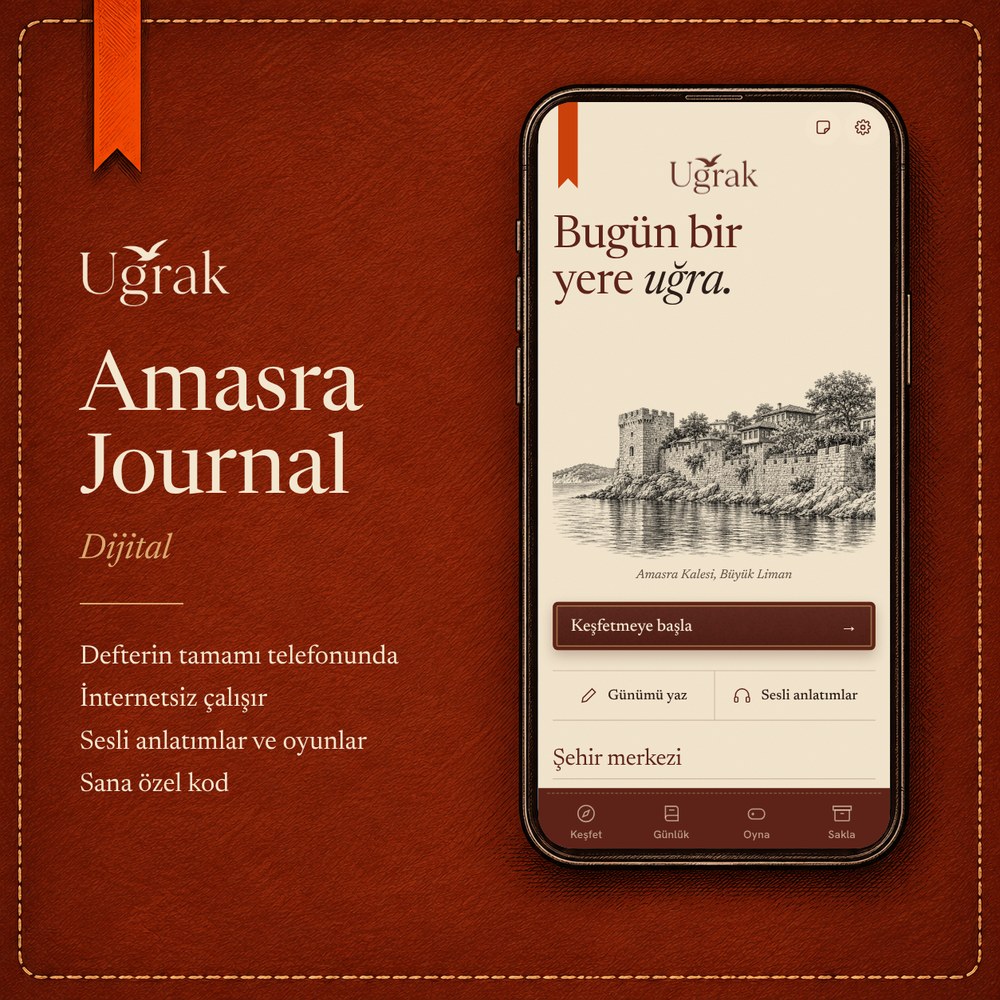 Uğrak
Amasra
Journal
Dijital
Defterin tamamı telefonunda
İnternetsiz çalışır
Sesli anlatımlar ve oyunlar
Sana özel kod
Uğrak
Bugün bir
yere uğra.
Amasra Kalesi, Büyük Liman
Keşfetmeye başla →
Günümü yaz
Sesli anlatımlar
Şehir merkezi
Keşfet
Günlük
Oyna
Sakla